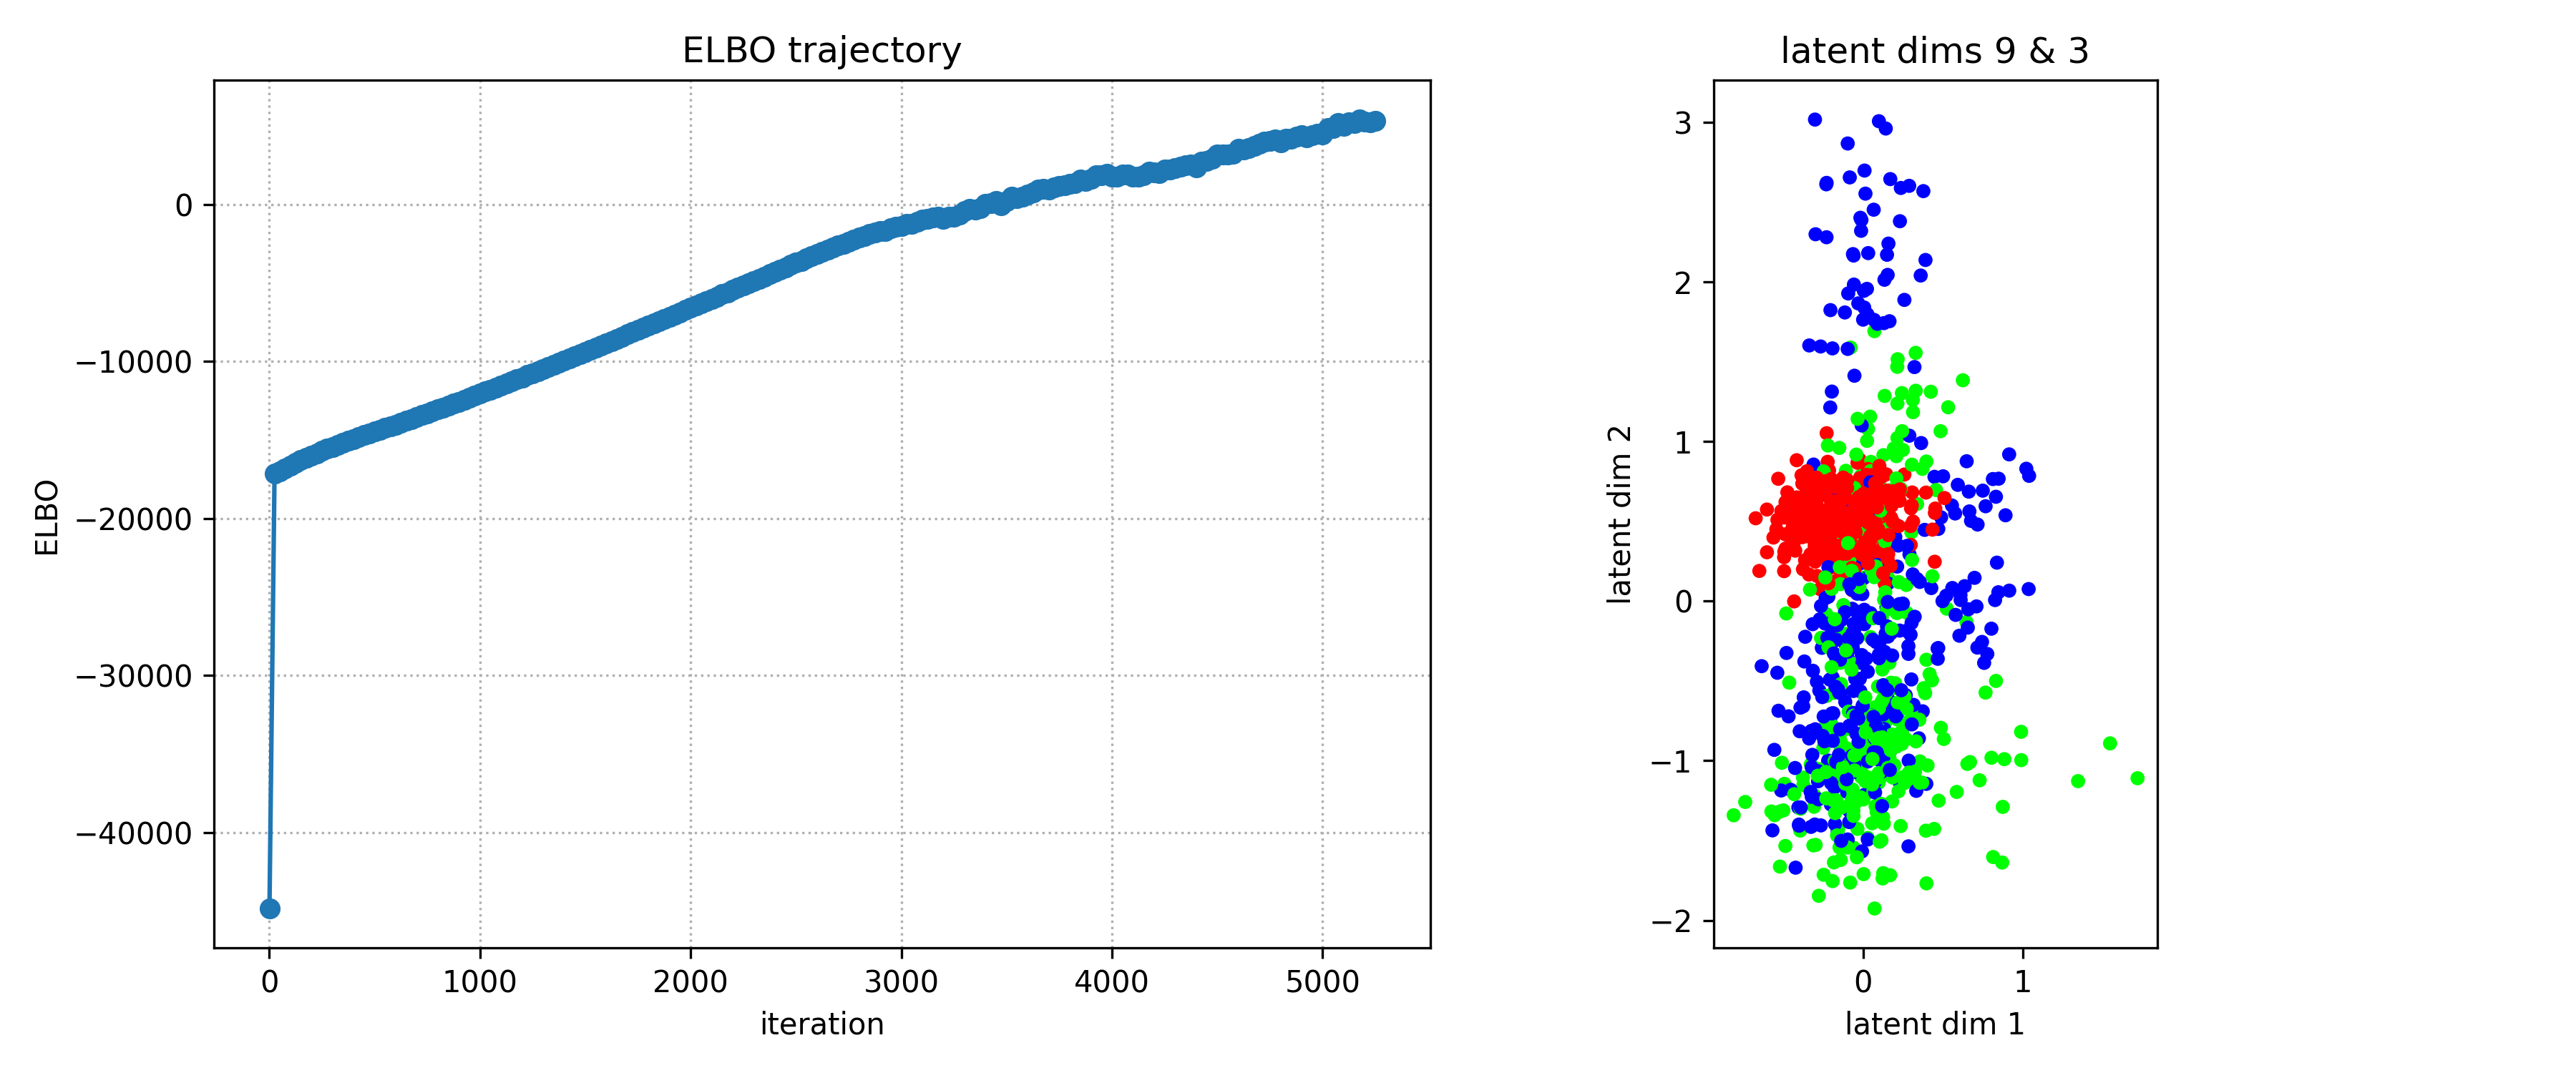 ELBO trajectory
ELBO
0
−10000
−20000
−30000
−40000
0 1000 2000 3000 4000 5000
iteration
latent dims 9 & 3
latent dim 2
3
2
1
0
−1
−2
0 1
latent dim 1